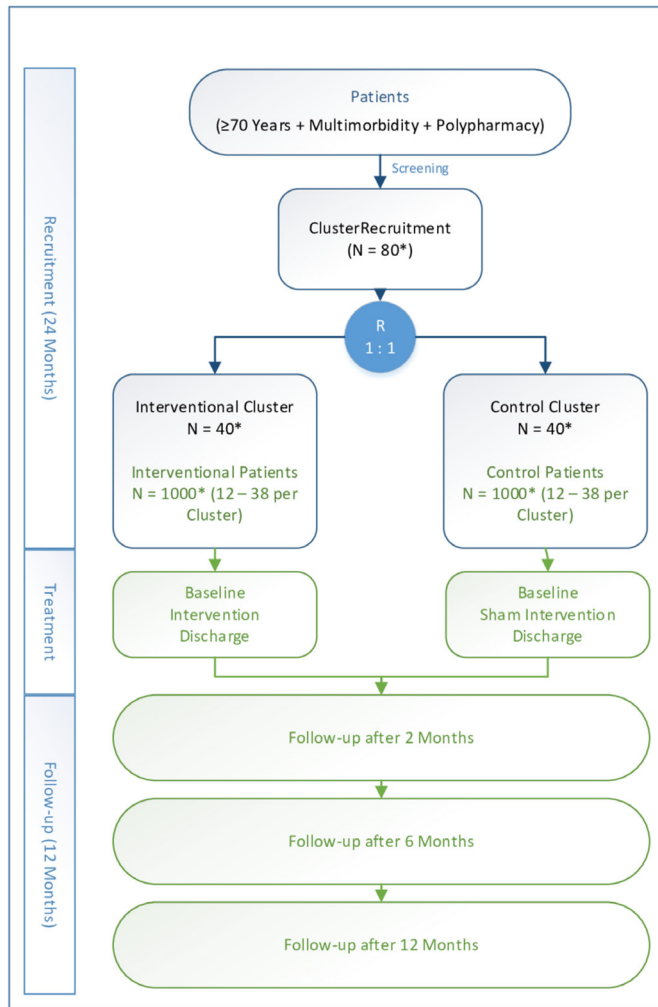 Patients
(≥70 Years + Multimorbidity + Polypharmacy)
Screening
ClusterRecruitment
(N = 80*)
R
1 : 1
Interventional Cluster
N = 40*
Interventional Patients
N = 1000* (12 – 38 per
Cluster)
Control Cluster
N = 40*
Control Patients
N = 1000* (12 – 38 per
Cluster)
Recruitment (24 Months)
Baseline
Intervention
Discharge
Baseline
Sham Intervention
Discharge
Treatment
Follow-up after 2 Months
Follow-up after 6 Months
Follow-up after 12 Months
Follow-up (12 Months)